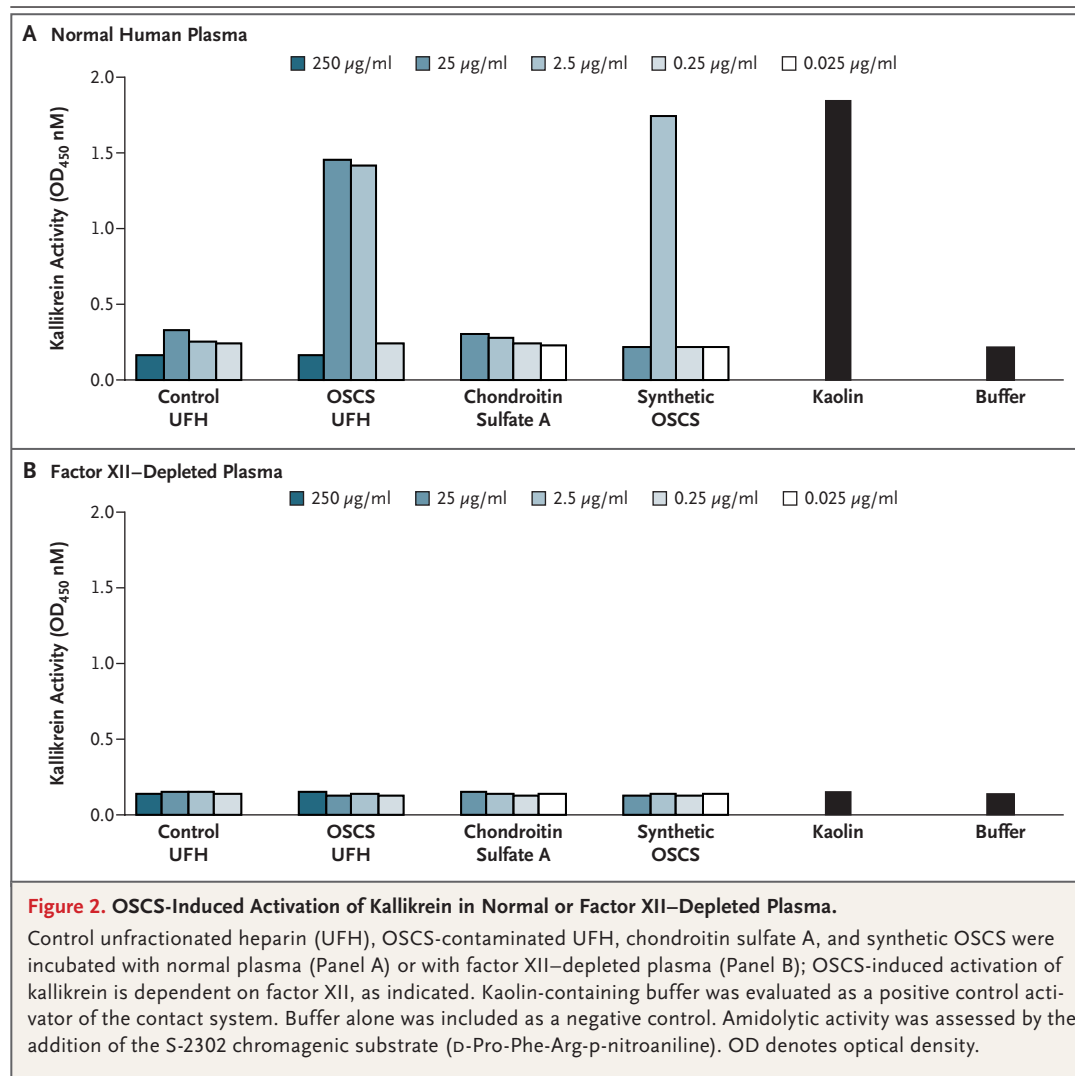 A Normal Human Plasma
250 µg/ml 25 µg/ml 2.5 µg/ml 0.25 µg/ml 0.025 µg/ml
Kallikrein Activity (OD450 nM)
2.0
1.5
1.0
0.5
0.0
Control UFH
OSCS UFH
Chondroitin Sulfate A
Synthetic OSCS
Kaolin
Buffer
B Factor XII–Depleted Plasma
250 µg/ml 25 µg/ml 2.5 µg/ml 0.25 µg/ml 0.025 µg/ml
Kallikrein Activity (OD450 nM)
2.0
1.5
1.0
0.5
0.0
Control UFH
OSCS UFH
Chondroitin Sulfate A
Synthetic OSCS
Kaolin
Buffer
Figure 2. OSCS-Induced Activation of Kallikrein in Normal or Factor XII–Depleted Plasma.
Control unfractionated heparin (UFH), OSCS-contaminated UFH, chondroitin sulfate A, and synthetic OSCS were
incubated with normal plasma (Panel A) or with factor XII–depleted plasma (Panel B); OSCS-induced activation of
kallikrein is dependent on factor XII, as indicated. Kaolin-containing buffer was evaluated as a positive control acti-
vator of the contact system. Buffer alone was included as a negative control. Amidolytic activity was assessed by the
addition of the S-2302 chromagenic substrate (D-Pro-Phe-Arg-p-nitroaniline). OD denotes optical density.